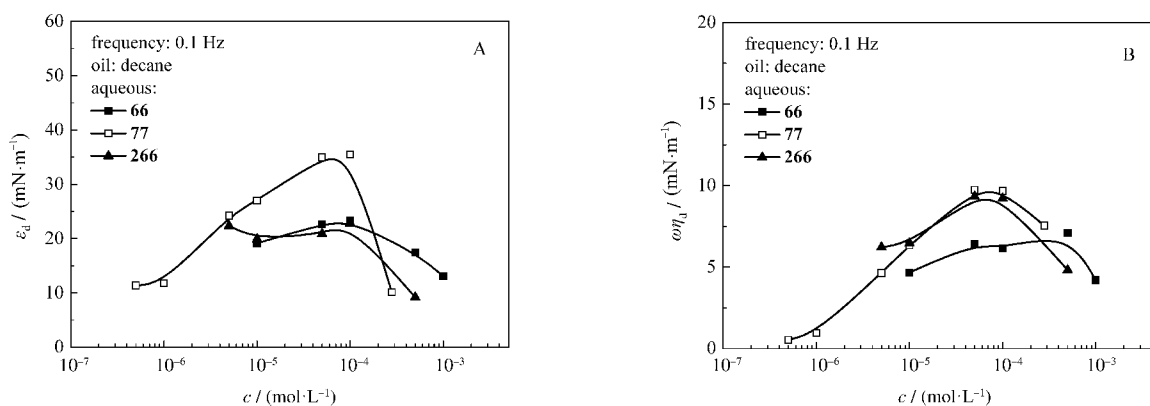 A
frequency: 0.1 Hz
oil: decane
aqueous:
66
77
266
60
50
40
30
20
10
0
ε_d / (mN·m⁻¹)
10⁻⁷ 10⁻⁶ 10⁻⁵ 10⁻⁴ 10⁻³
c / (mol·L⁻¹)
B
frequency: 0.1 Hz
oil: decane
aqueous:
66
77
266
20
15
10
5
0
ωη_d / (mN·m⁻¹)
10⁻⁷ 10⁻⁶ 10⁻⁵ 10⁻⁴ 10⁻³
c / (mol·L⁻¹)